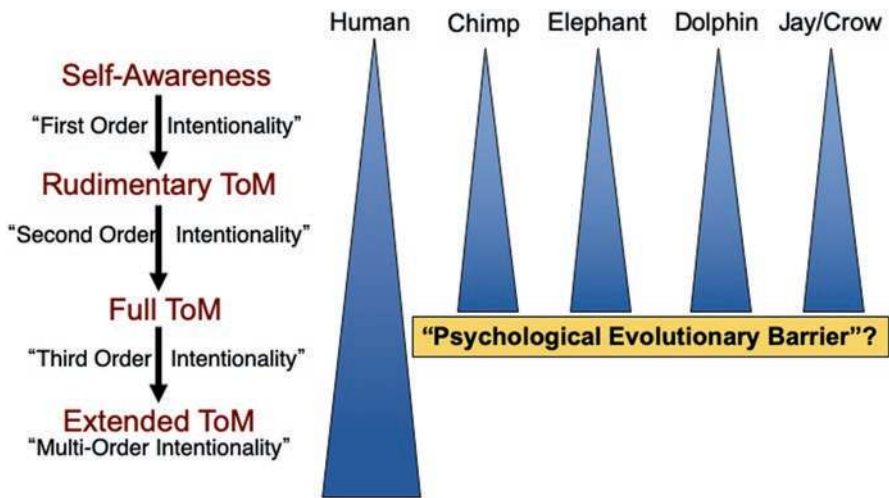 Human Chimp Elephant Dolphin Jay/Crow
Self-Awareness
“First Order Intentionality”
Rudimentary ToM
“Second Order Intentionality”
Full ToM
“Psychological Evolutionary Barrier”?
“Third Order Intentionality”
Extended ToM
“Multi-Order Intentionality”